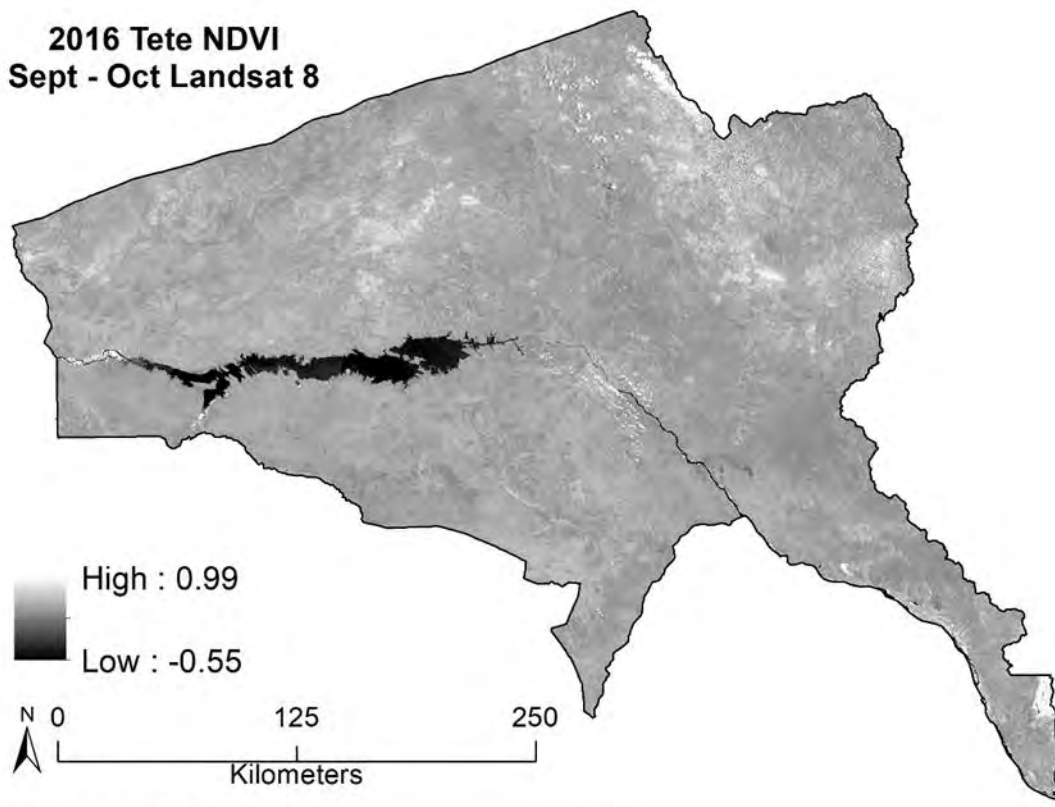 2016 Tete NDVI
Sept - Oct Landsat 8
High : 0.99
Low : -0.55
N 0 125 250
Kilometers